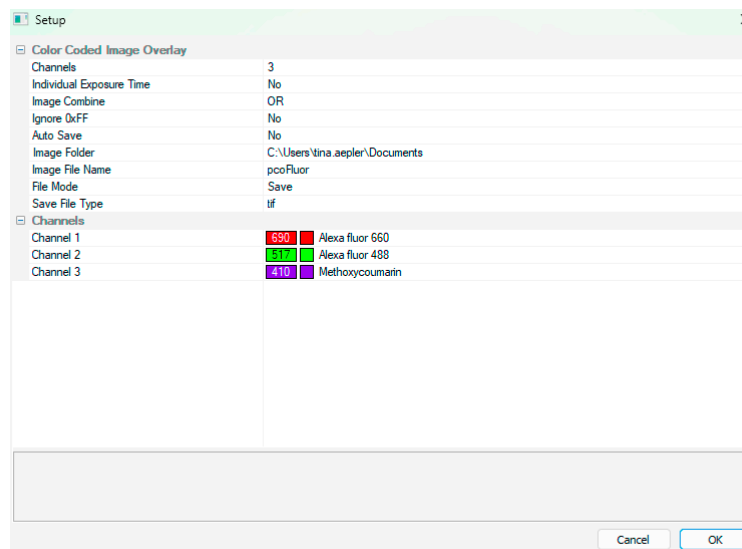 Setup
Color Coded Image Overlay
Channels 3
Individual Exposure Time No
Image Combine OR
Ignore 0xFF No
Auto Save No
Image Folder C:\Users\tina.aepler\Documents
Image File Name pcoFluor
File Mode Save
Save File Type tif
Channels
Channel 1 690 Alexa fluor 660
Channel 2 517 Alexa fluor 488
Channel 3 410 Methoxycoumarin
Cancel OK